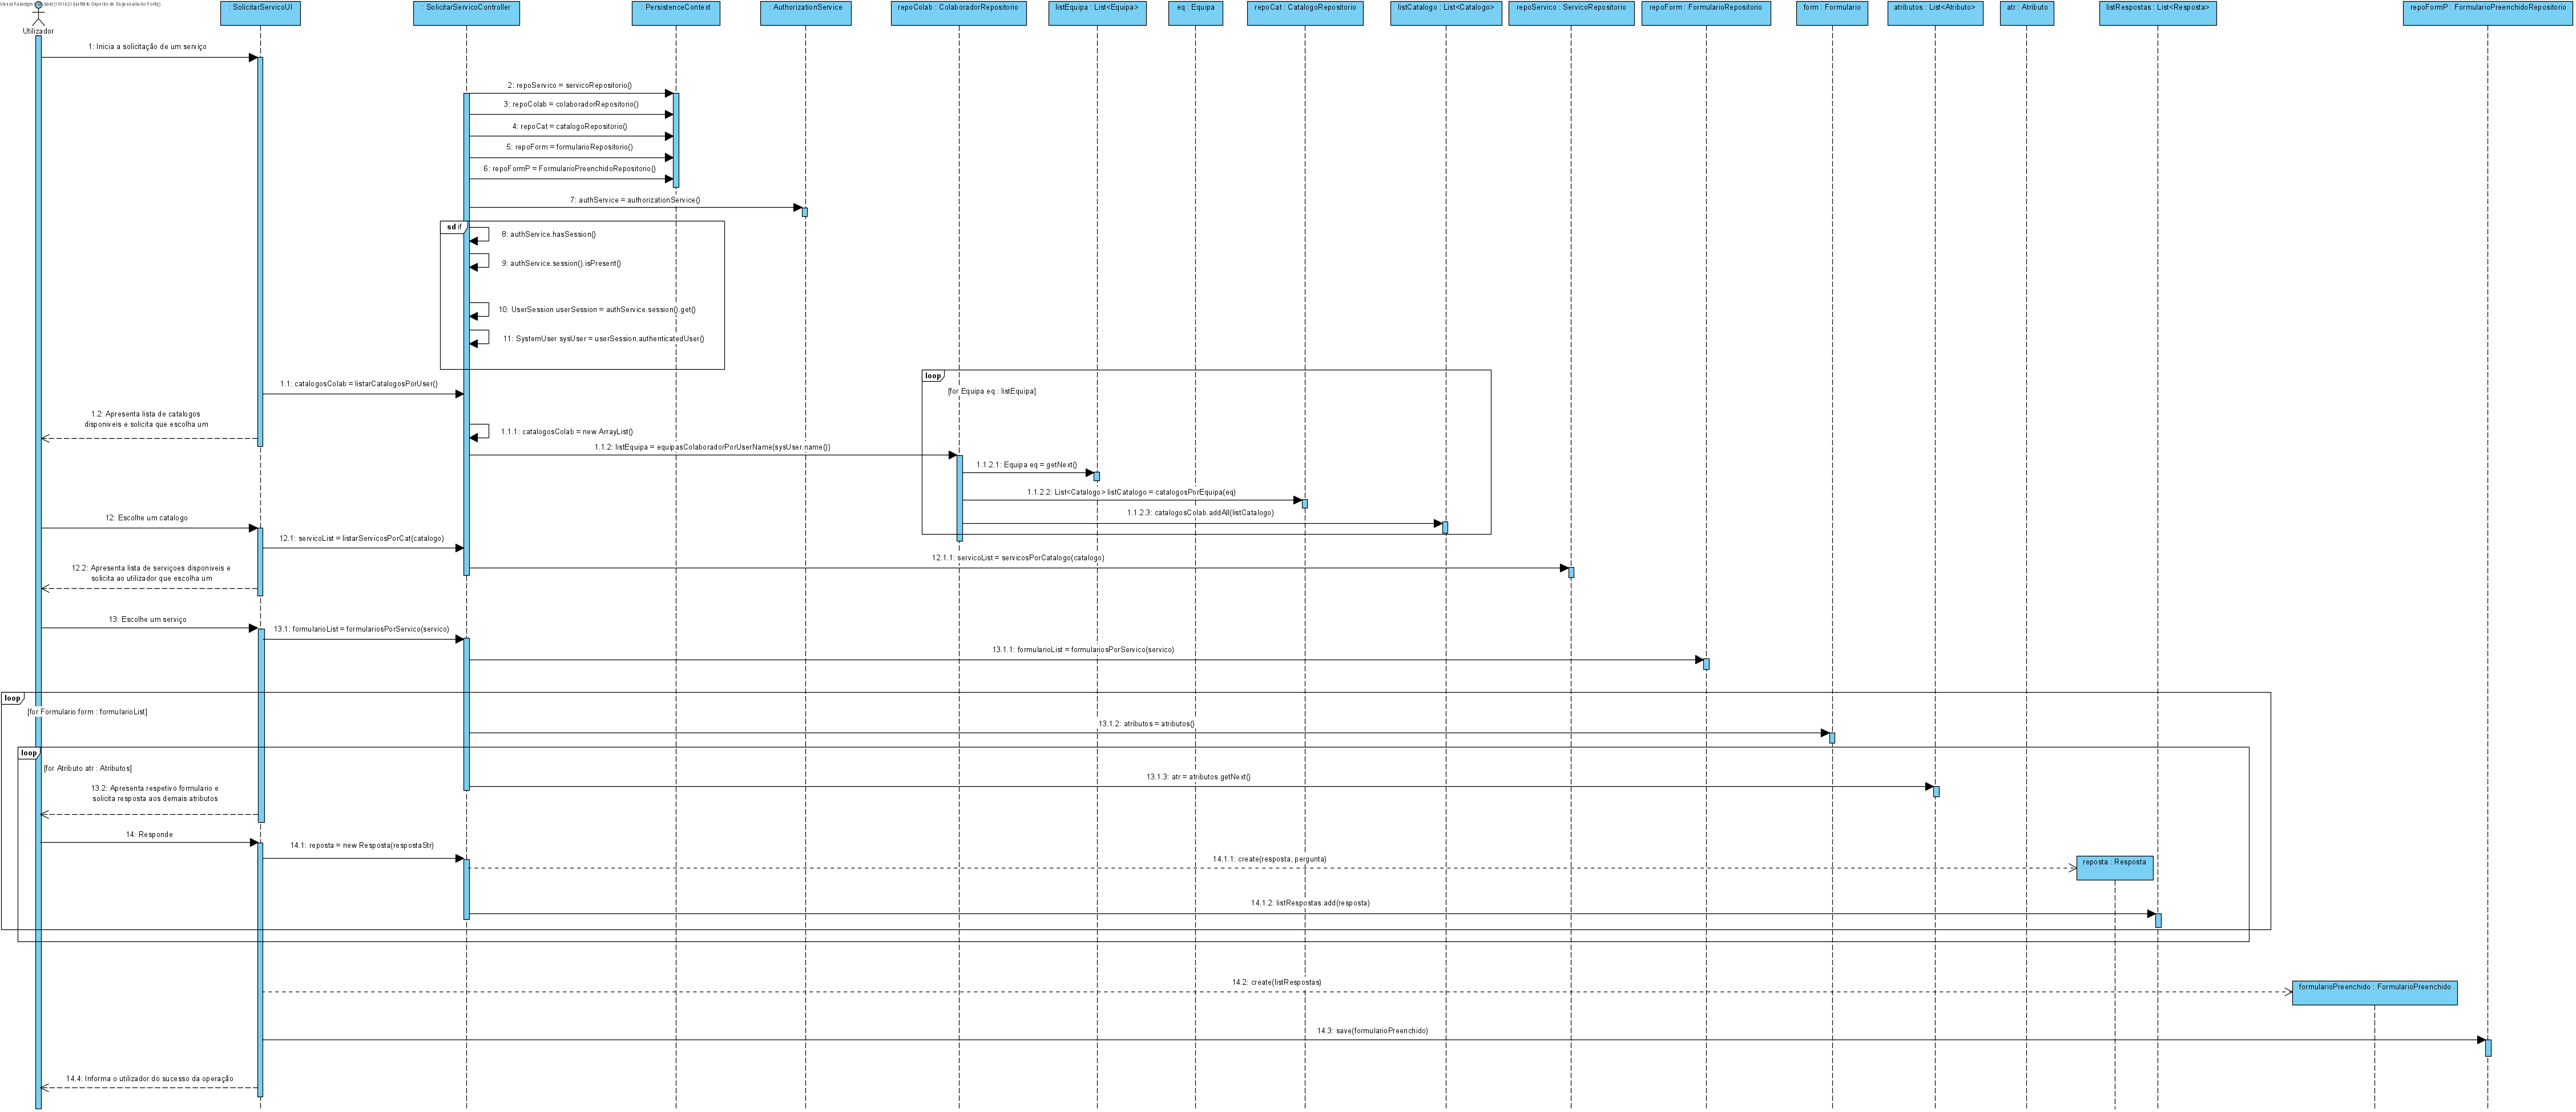 Utilizador
: SolicitarServicoUI
: SolicitarServicoController
: PersistenceContext
: AuthorizationService
repoColab : ColaboradorRepositorio
listEquipa : List<Equipa>
eq : Equipa
repoCat : CatalogoRepositorio
listCatalogo : List<Catalogo>
repoServico : ServicoRepositorio
repoForm : FormularioRepositorio
form : Formulario
atributos : List<Atributo>
atr : Atributo
listRespostas : List<Resposta>
repoFormP : FormularioPreenchidoRepositorio
1: Inicia a solicitação de um serviço
2: repoServico = servicoRepositorio()
3: repoColab = colaboradorRepositorio()
4: repoCat = catalogoRepositorio()
5: repoForm = formularioRepositorio()
6: repoFormP = FormularioPreenchidoRepositorio()
7: authService = authorizationService()
sd if
8: authService.hasSession()
9: authService.session().isPresent()
10: UserSession userSession = authService.session().get()
11: SystemUser sysUser = userSession.authenticatedUser()
1.1: catalogosColab = listarCatalogosPorUser()
loop
[for Equipa eq : listEquipa]
1.2: Apresenta lista de catalogos
disponiveis e solicita que escolha um
1.1.1: catalogosColab = new ArrayList()
1.1.2: listEquipa = equipasColaboradorPorUserName(sysUser.name())
1.1.2.1: Equipa eq = getNext()
1.1.2.2: List<Catalogo> listCatalogo = catalogosPorEquipa(eq)
1.1.2.3: catalogosColab.addAll(listCatalogo)
12: Escolhe um catalogo
12.1: servicoList = listarServicosPorCat(catalogo)
12.1.1: servicoList = servicosPorCatalogo(catalogo)
12.2: Apresenta lista de serviçoes disponiveis e
solicita ao utilizador que escolha um
13: Escolhe um serviço
13.1: formularioList = formulariosPorServico(servico)
13.1.1: formularioList = formulariosPorServico(servico)
loop
[for Formulario form : formularioList]
13.1.2: atributos = atributos()
loop
[for Atributo atr : Atributos]
13.1.3: atr = atributos.getNext()
13.2: Apresenta respetivo formulario e
solicita resposta aos demais atributos
14: Responde
14.1: reposta = new Resposta(respostaStr)
14.1.1: create(resposta, pergunta)
reposta : Resposta
14.1.2: listRespostas.add(resposta)
14.2: create(listRespostas)
formularioPreenchido : FormularioPreenchido
14.3: save(formularioPreenchido)
14.4: Informa o utilizador do sucesso da operação